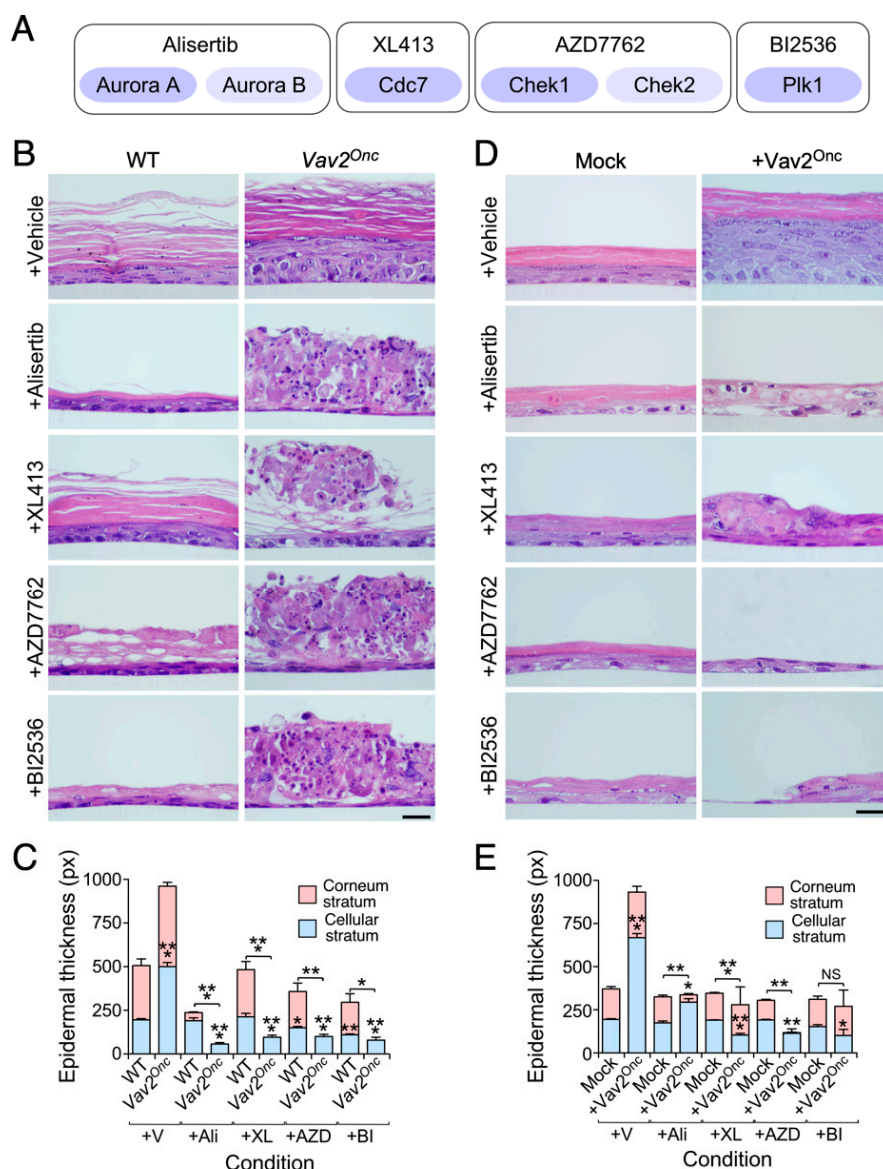 A
Alisertib XL413 AZD7762 BI2536
Aurora A Aurora B Cdc7 Chek1 Chek2 Plk1
B
WT Vav2Onc
+Vehicle
+Alisertib
+XL413
+AZD7762
+BI2536
D
Mock +Vav2Onc
+Vehicle
+Alisertib
+XL413
+AZD7762
+BI2536
C
Epidermal thickness (px)
1000
750
500
250
0
Corneum stratum
Cellular stratum
*** *** *** *** ** * ** * ** ***
WT Vav2Onc WT Vav2Onc WT Vav2Onc WT Vav2Onc WT Vav2Onc
+V +Ali +XL +AZD +BI
Condition
E
Epidermal thickness (px)
1000
750
500
250
0
Corneum stratum
Cellular stratum
*** ** * *** *** ** ** NS *
Mock +Vav2Onc Mock +Vav2Onc Mock +Vav2Onc Mock +Vav2Onc Mock +Vav2Onc
+V +Ali +XL +AZD +BI
Condition